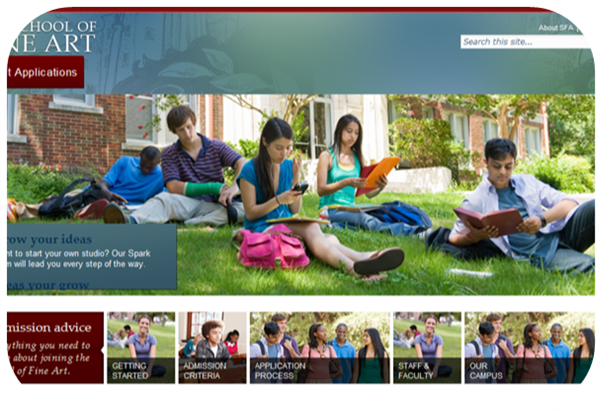 SCHOOL OF
FINE ART
About SFA
Search this site...
t Applications
row your ideas
nt to start your own studio? Our Spark
m will lead you every step of the way.
eas your grow
mission advice
ything you need to
about joining the
l of Fine Art.
GETTING
STARTED
ADMISSION
CRITERIA
APPLICATION
PROCESS
STAFF &
FACULTY
OUR
CAMPUS